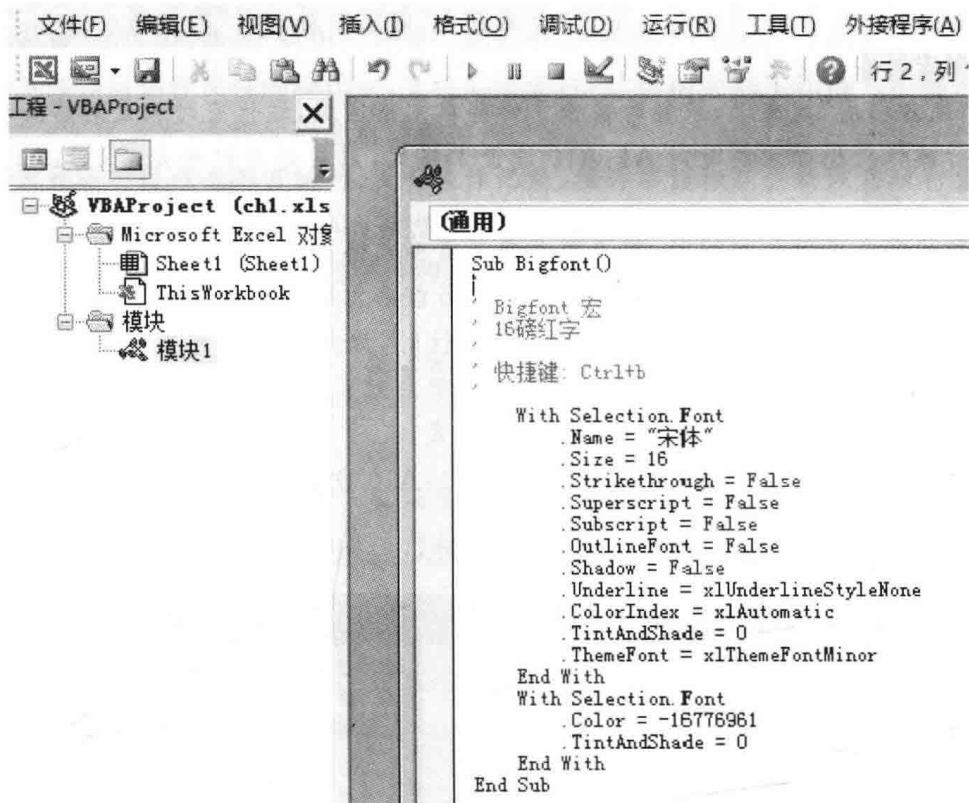 文件(F) 编辑(E) 视图(V) 插入(I) 格式(O) 调试(D) 运行(R) 工具(T) 外接程序(A)
行 2 , 列
工程 - VBAProject
VBAProject (ch1.xls
Microsoft Excel 对象
Sheet1 (Sheet1)
ThisWorkbook
模块
模块1
(通用)
Sub Bigfont()
'
' Bigfont 宏
' 16磅红字
'
' 快捷键: Ctrl+b
'
With Selection.Font
.Name = "宋体"
.Size = 16
.Strikethrough = False
.Superscript = False
.Subscript = False
.OutlineFont = False
.Shadow = False
.Underline = xlUnderlineStyleNone
.ColorIndex = xlAutomatic
.TintAndShade = 0
.ThemeFont = xlThemeFontMinor
End With
With Selection.Font
.Color = -16776961
.TintAndShade = 0
End With
End Sub